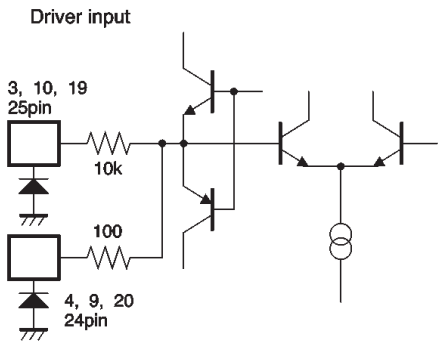 Driver input
3, 10, 19
25pin
10k
100
4, 9, 20
24pin